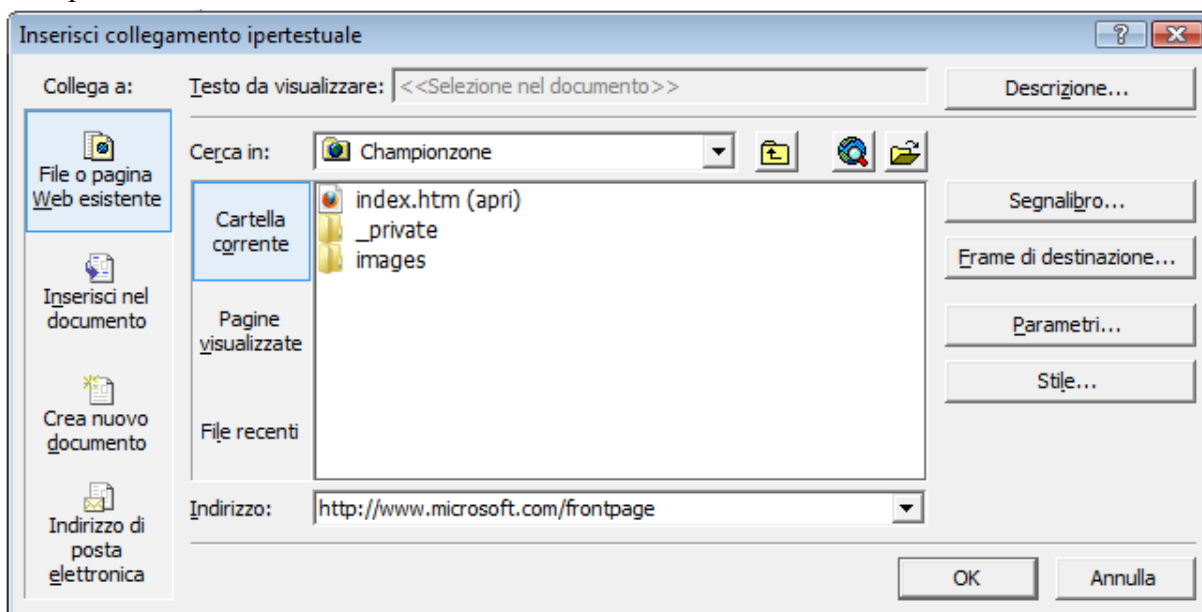 Inserisci collegamento ipertestuale
Collega a:
Testo da visualizzare:
<<Selezione nel documento>>
Descrizione...
File o pagina
Web esistente
Cerca in:
Championzone
Cartella
corrente
index.htm (apri)
_private
images
Segnalibro...
Frame di destinazione...
Inserisci nel
documento
Pagine
visualizzate
Parametri...
Stile...
Crea nuovo
documento
File recenti
Indirizzo di
posta
elettronica
Indirizzo:
http://www.microsoft.com/frontpage
OK
Annulla